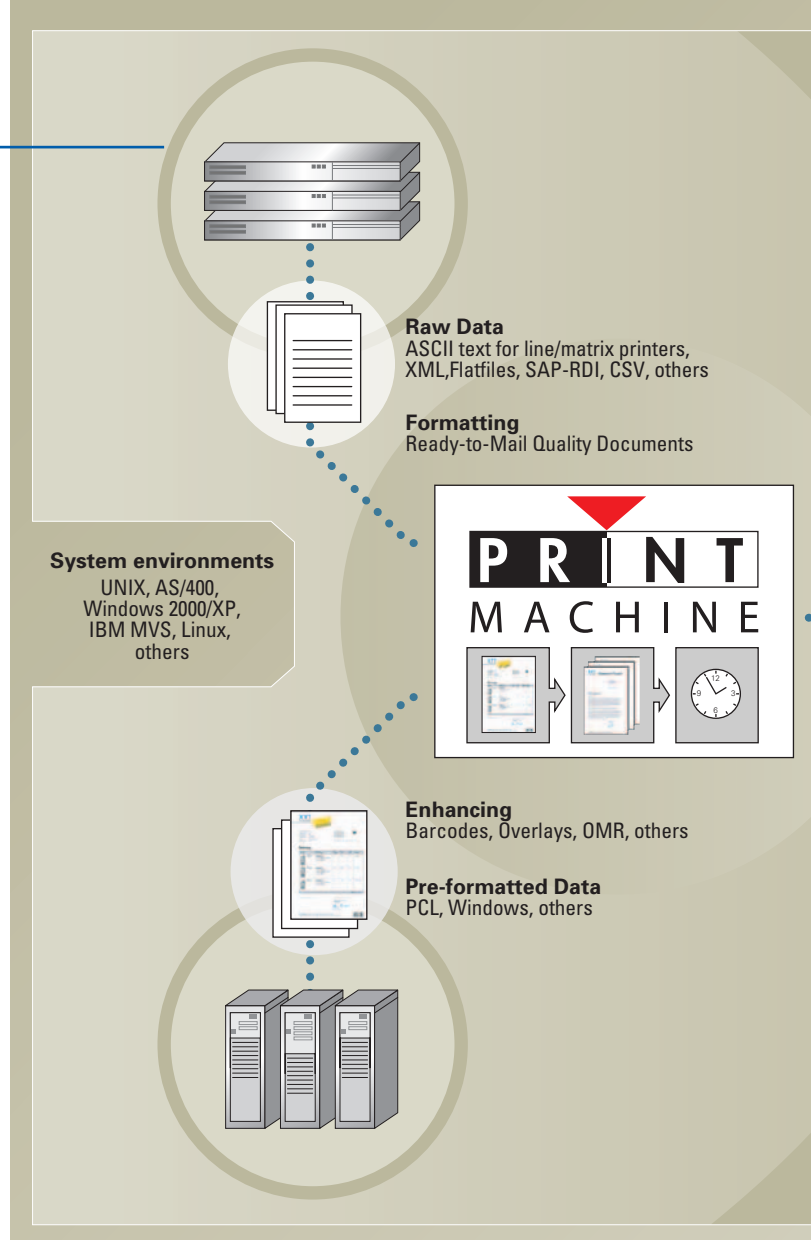 Raw Data
ASCII text for line/matrix printers,
XML,Flatfiles, SAP-RDI, CSV, others
Formatting
Ready-to-Mail Quality Documents
System environments
UNIX, AS/400,
Windows 2000/XP,
IBM MVS, Linux,
others
PRINT
MACHINE
12
9 3
6
Enhancing
Barcodes, Overlays, OMR, others
Pre-formatted Data
PCL, Windows, others